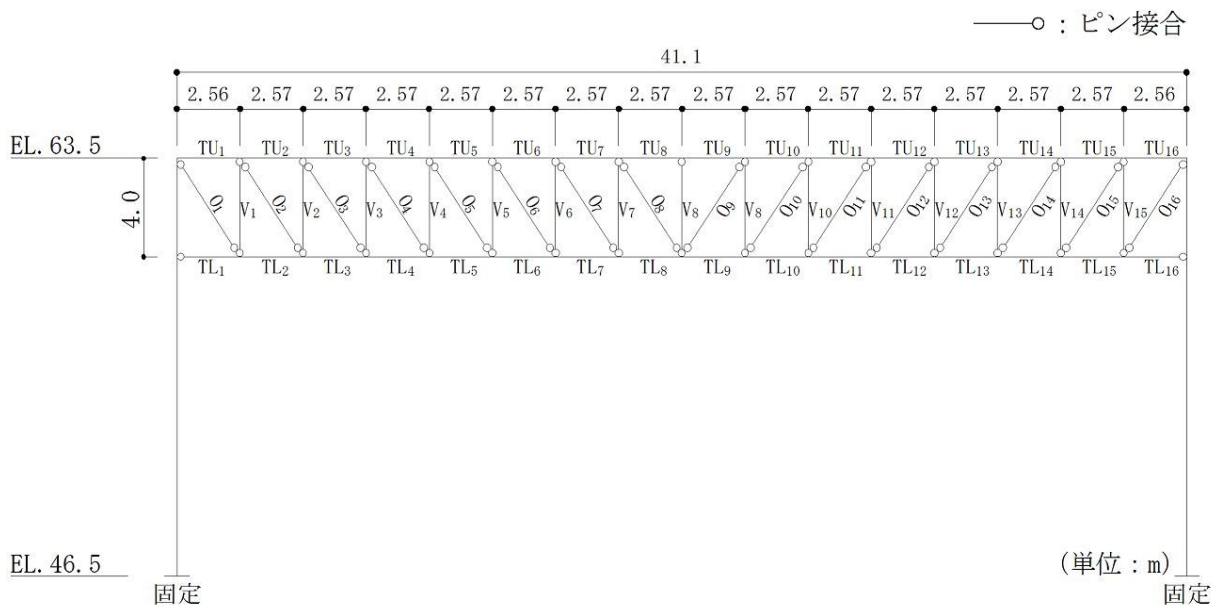 ：ピン接合
41.1
2.56 2.57 2.57 2.57 2.57 2.57 2.57 2.57 2.57 2.57 2.57 2.57 2.57 2.57 2.57 2.56
EL.63.5
TU1 TU2 TU3 TU4 TU5 TU6 TU7 TU8 TU9 TU10 TU11 TU12 TU13 TU14 TU15 TU16
4.0
O1 V1 O2 V2 O3 V3 O4 V4 O5 V5 O6 V6 O7 V7 O8 V8 O9 V8 O10 V10 O11 V11 O12 V12 O13 V13 O14 V14 O15 V15 O16
TL1 TL2 TL3 TL4 TL5 TL6 TL7 TL8 TL9 TL10 TL11 TL12 TL13 TL14 TL15 TL16
EL.46.5
(単位：m)
固定 固定